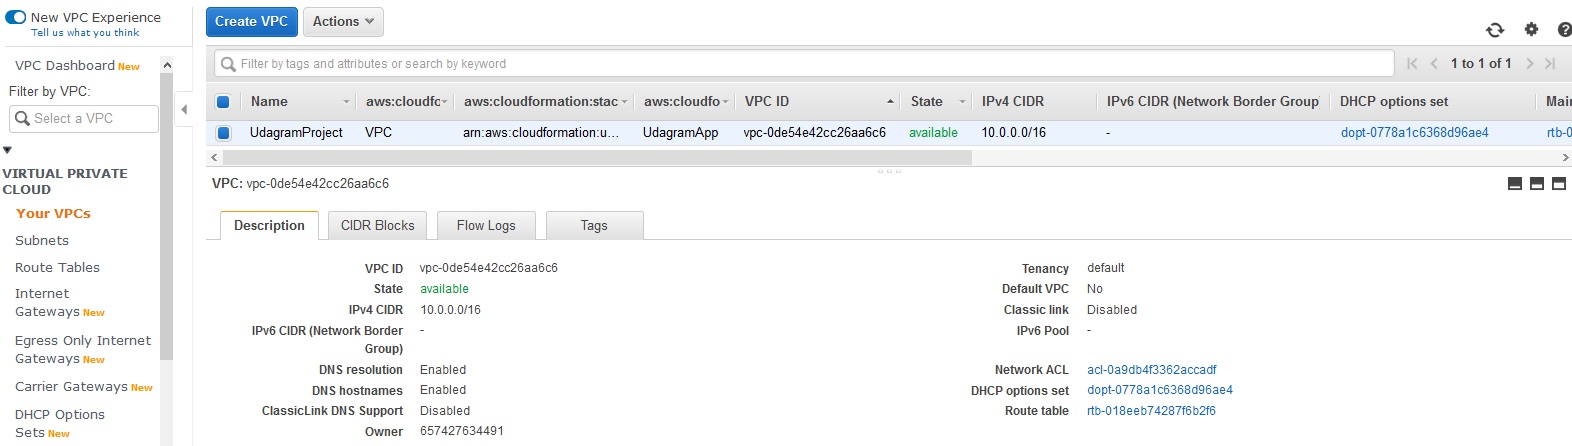 New VPC Experience
Tell us what you think
Create VPC
Actions
VPC Dashboard New
Filter by VPC:
Select a VPC
VIRTUAL PRIVATE
CLOUD
Your VPCs
Subnets
Route Tables
Internet
Gateways New
Egress Only Internet
Gateways New
Carrier Gateways New
DHCP Options
Sets New
Filter by tags and attributes or search by keyword
1 to 1 of 1
Name aws:cloudfo aws:cloudformation:stac aws:cloudfo VPC ID State IPv4 CIDR IPv6 CIDR (Network Border Group) DHCP options set Main
UdagramProject VPC arn:aws:cloudformation:u... UdagramApp vpc-0de54e42cc26aa6c6 available 10.0.0.0/16 - dopt-0778a1c6368d96ae4 rtb-0
VPC: vpc-0de54e42cc26aa6c6
Description CIDR Blocks Flow Logs Tags
VPC ID vpc-0de54e42cc26aa6c6
State available
IPv4 CIDR 10.0.0.0/16
IPv6 CIDR (Network Border
Group) -
DNS resolution Enabled
DNS hostnames Enabled
ClassicLink DNS Support Disabled
Owner 657427634491
Tenancy default
Default VPC No
Classic link Disabled
IPv6 Pool -
Network ACL acl-0a9db4f3362accadf
DHCP options set dopt-0778a1c6368d96ae4
Route table rtb-018eeb74287f6b2f6